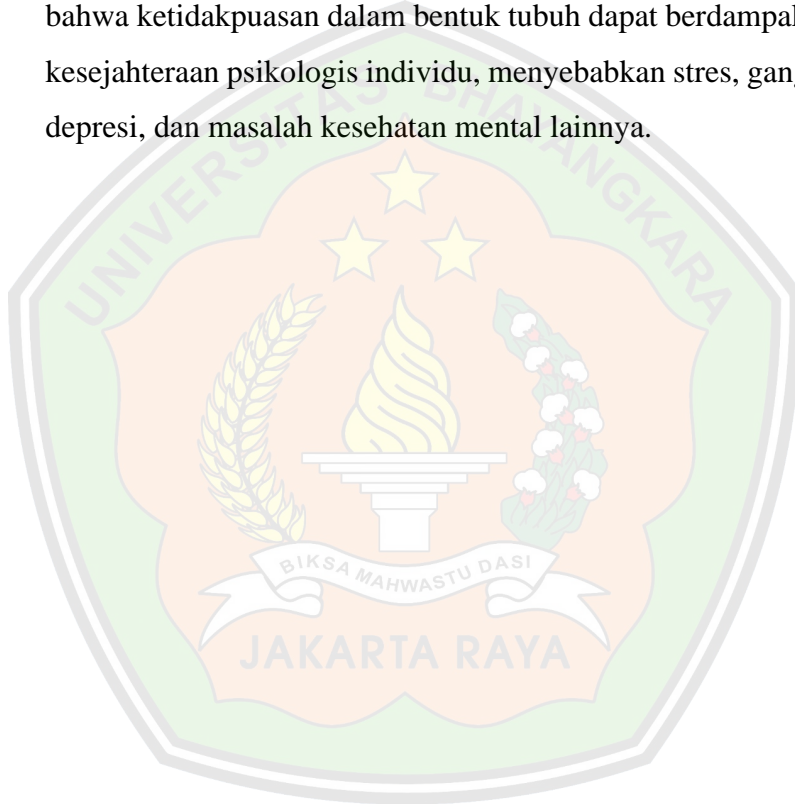 bahwa ketidakpuasan dalam bentuk tubuh dapat berdampak
kesejahteraan psikologis individu, menyebabkan stres,
depresi, dan masalah kesehatan mental lainnya.
UNIVERSITAS BHAYANGKARA
BIKSA MAHWASTU DASI
JAKARTA RAYA